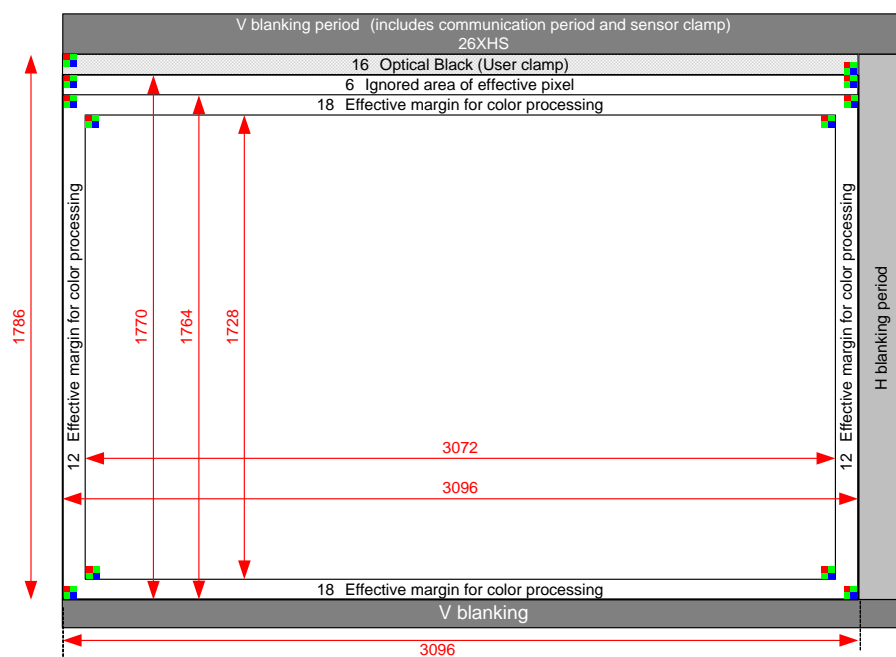 V blanking period (includes communication period and sensor clamp)
26XHS
16 Optical Black (User clamp)
6 Ignored area of effective pixel
18 Effective margin for color processing
12 Effective margin for color processing
12 Effective margin for color processing
H blanking period
1786
1770
1764
1728
3072
3096
18 Effective margin for color processing
V blanking
3096